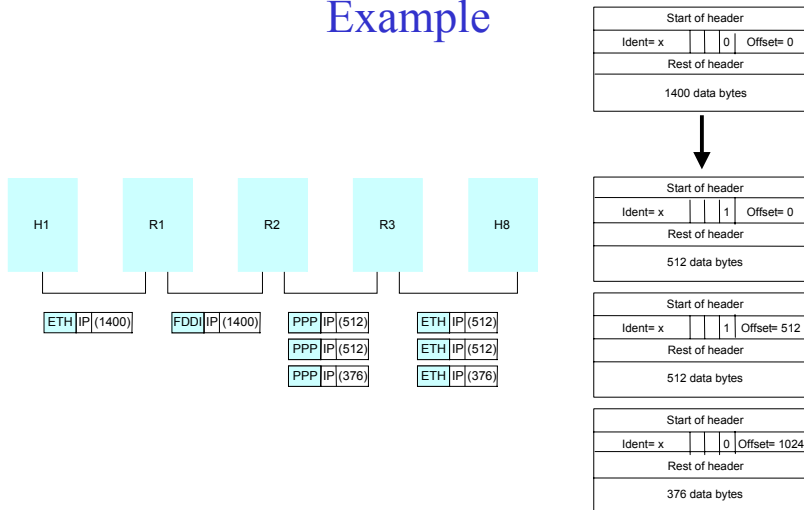 Example
H1 R1 R2 R3 H8
ETH IP (1400) FDDI IP (1400) PPP IP (512) ETH IP (512)
PPP IP (512) ETH IP (512)
PPP IP (376) ETH IP (376)
Start of header
Ident= x 0 Offset= 0
Rest of header
1400 data bytes
Start of header
Ident= x 1 Offset= 0
Rest of header
512 data bytes
Start of header
Ident= x 1 Offset= 512
Rest of header
512 data bytes
Start of header
Ident= x 0 Offset= 1024
Rest of header
376 data bytes